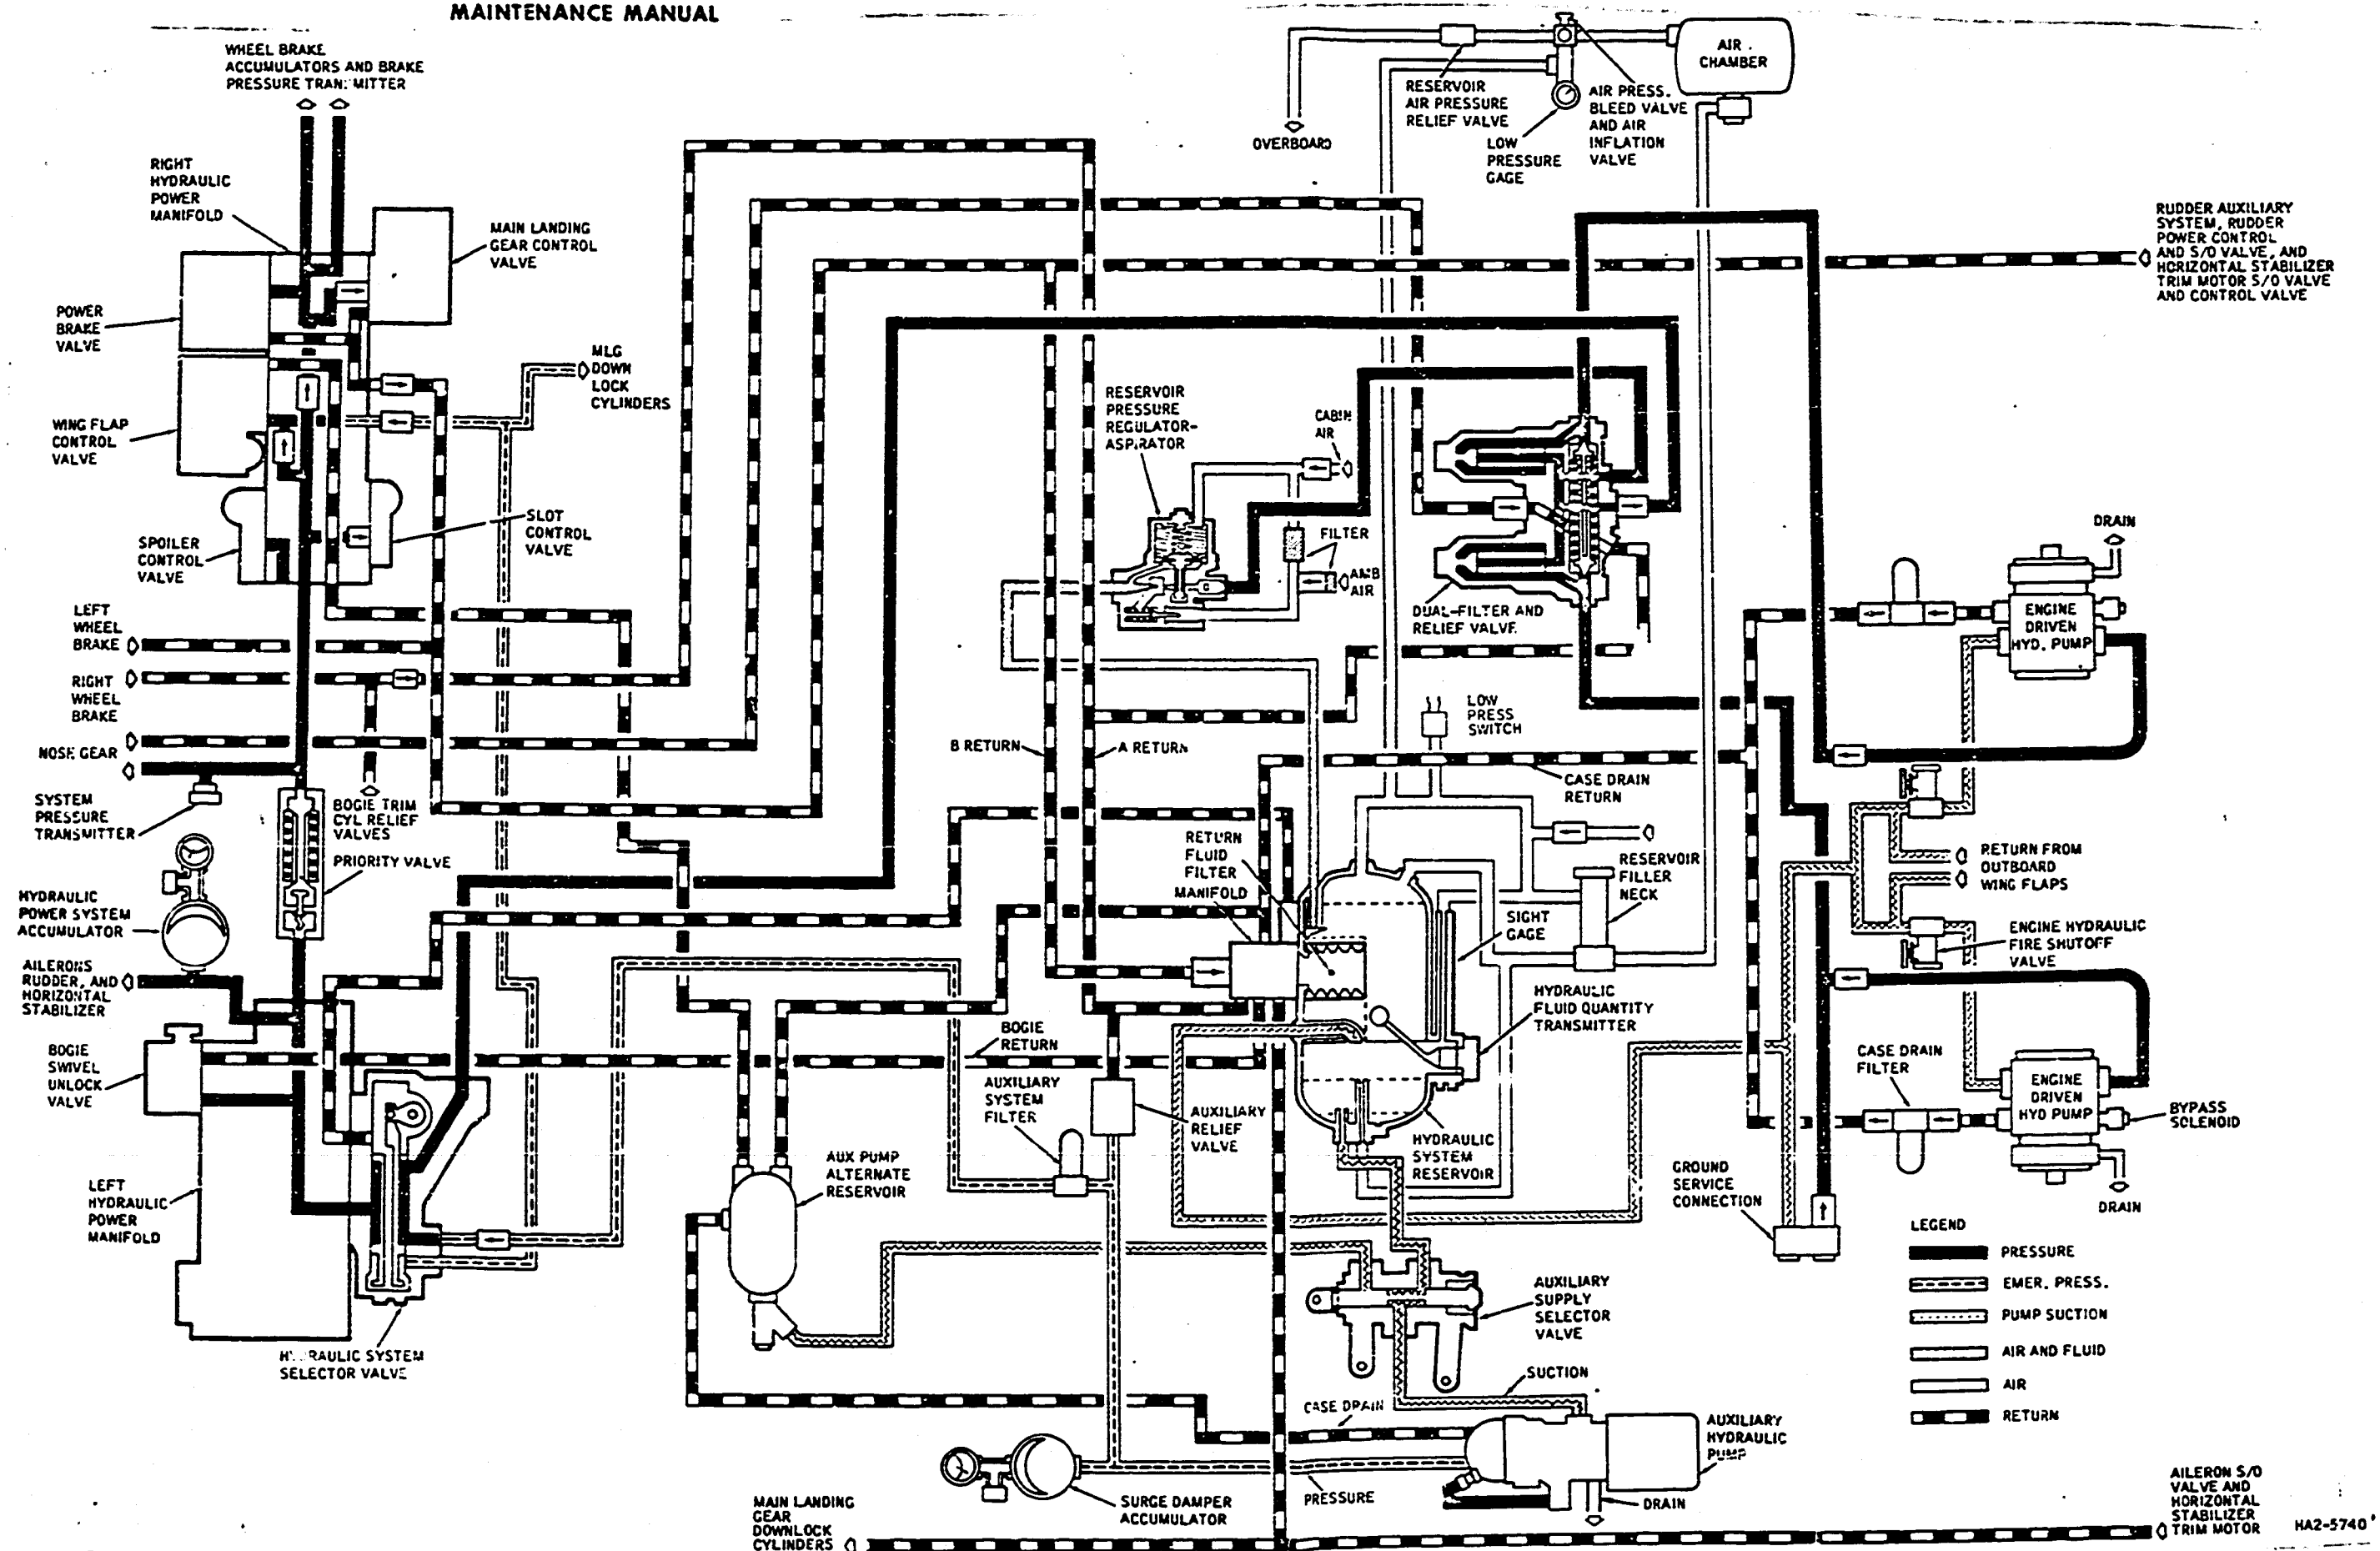 MAINTENANCE MANUAL
WHEEL BRAKE
ACCUMULATORS AND BRAKE
PRESSURE
RIGHT
HYDRAULIC
POWER
MANIFOLD
MAIN LANDING
GEAR CONTROL
VALVE
POWER
BRAKE
VALVE
MLG
DOWN
LOCK
CYLINDERS
WING FLAP
CONTROL
VALVE
SLOT
CONTROL
VALVE
SPOILER
CONTROL
VALVE
LEFT
WHEEL
BRAKE
RIGHT
WHEEL
BRAKE
NOSE GEAR
SYSTEM
PRESSURE
TRANSMITTER
BOGIE TRIM
CYL RELIEF
VALVES
PRIORITY VALVE
HYDRAULIC
POWER SYSTEM
ACCUMULATOR
AILERONS
RUDDER, AND
HORIZONTAL
STABILIZER
BOGIE
SWIVEL
UNLOCK
VALVE
LEFT
HYDRAULIC
POWER
MANIFOLD
SYSTEM
SELECTOR VALVE
AIR
CHAMBER
RESERVOIR
AIR PRESSURE
RELIEF VALVE
AIR PRESS.
BLEED VALVE
AND AIR
INFLATION
VALVE
OVERBOARD
LOW
PRESSURE
GAGE
RUDDER AUXILIARY
SYSTEM, RUDDER
POWER CONTROL
AND S/O VALVE, AND
HORIZONTAL STABILIZER
TRIM MOTOR S/O VALVE
AND CONTROL VALVE
RESERVOIR
PRESSURE
REGULATOR-
ASPIRATOR
CABIN
AIR
FILTER
AMB
AIR
DUAL-FILTER AND
RELIEF VALVE
DRAIN
ENGINE
DRIVEN
HYD. PUMP
LOW
PRESS
SWITCH
B RETURN
A RETURN
CASE DRAIN
RETURN
RETURN
FLUID
FILTER
MANIFOLD
RESERVOIR
FILLER
NECK
SIGHT
GAGE
RETURN FROM
OUTBOARD
WING FLAPS
ENGINE HYDRAULIC
FIRE SHUTOFF
VALVE
HYDRAULIC
FLUID QUANTITY
TRANSMITTER
BOGIE
RETURN
AUXILIARY
SYSTEM
FILTER
AUXILIARY
RELIEF
VALVE
HYDRAULIC
SYSTEM
RESERVOIR
CASE DRAIN
FILTER
ENGINE
DRIVEN
HYD PUMP
BYPASS
SOLENOID
DRAIN
GROUND
SERVICE
CONNECTION
AUX PUMP
ALTERNATE
RESERVOIR
LEGEND
PRESSURE
EMER. PRESS.
PUMP SUCTION
AIR AND FLUID
AIR
RETURN
AUXILIARY
SUPPLY
SELECTOR
VALVE
SUCTION
CASE DRAIN
AUXILIARY
HYDRAULIC
PUMP
SURGE DAMPER
ACCUMULATOR
PRESSURE
DRAIN
MAIN LANDING
GEAR
DOWNLOCK
CYLINDERS
AILERON S/O
VALVE AND
HORIZONTAL
STABILIZER
TRIM MOTOR
HA2-5740